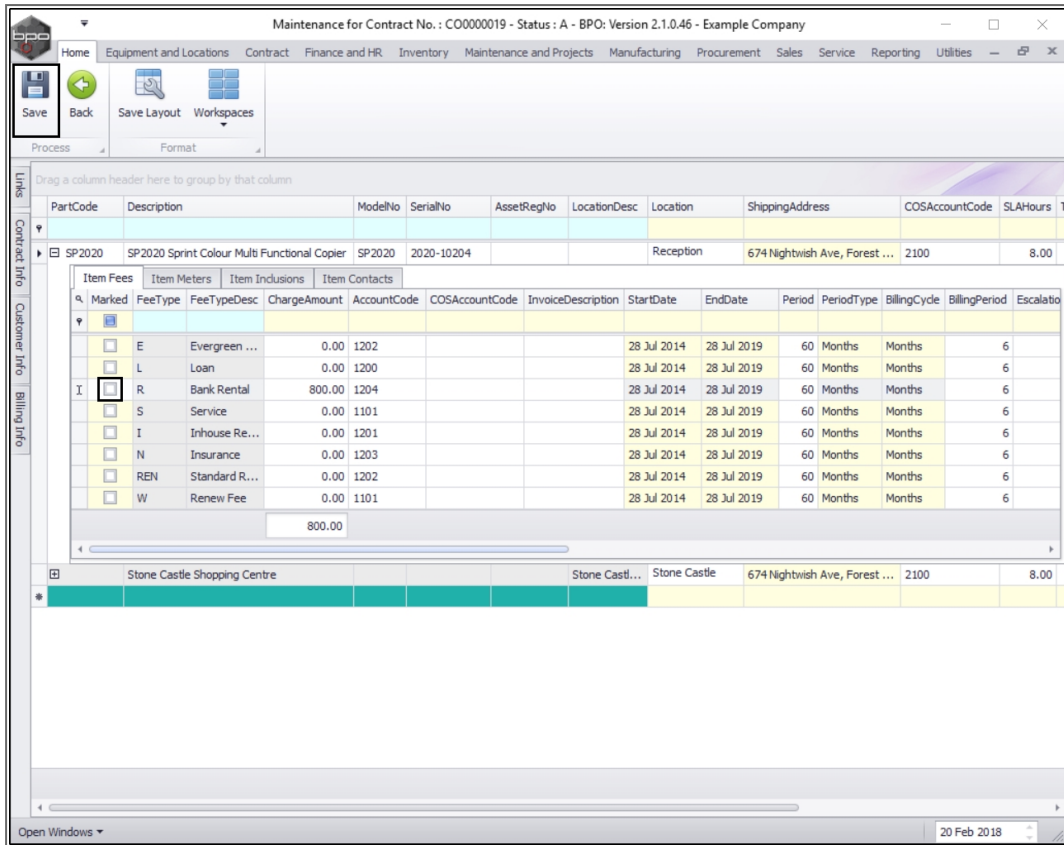 bpo
Maintenance for Contract No. : CO0000019 - Status : A - BPO: Version 2.1.0.46 - Example Company
Home Equipment and Locations Contract Finance and HR Inventory Maintenance and Projects Manufacturing Procurement Sales Service Reporting Utilities
Save Back Save Layout Workspaces
Process Format
Links
Contract Info
Customer Info
Billing Info
Drag a column header here to group by that column
PartCode Description ModelNo SerialNo AssetRegNo LocationDesc Location ShippingAddress COSAccountCode SLAHours T
SP2020 SP2020 Sprint Colour Multi Functional Copier SP2020 2020-10204 Reception 674 Nightwish Ave, Forest ... 2100 8.00
Item Fees Item Meters Item Inclusions Item Contacts
Marked FeeType FeeTypeDesc ChargeAmount AccountCode COSAccountCode InvoiceDescription StartDate EndDate Period PeriodType BillingCycle BillingPeriod Escalatio
E Evergreen ... 0.00 1202 28 Jul 2014 28 Jul 2019 60 Months Months 6
L Loan 0.00 1200 28 Jul 2014 28 Jul 2019 60 Months Months 6
R Bank Rental 800.00 1204 28 Jul 2014 28 Jul 2019 60 Months Months 6
S Service 0.00 1101 28 Jul 2014 28 Jul 2019 60 Months Months 6
I Inhouse Re... 0.00 1201 28 Jul 2014 28 Jul 2019 60 Months Months 6
N Insurance 0.00 1203 28 Jul 2014 28 Jul 2019 60 Months Months 6
REN Standard R... 0.00 1202 28 Jul 2014 28 Jul 2019 60 Months Months 6
W Renew Fee 0.00 1101 28 Jul 2014 28 Jul 2019 60 Months Months 6
800.00
Stone Castle Shopping Centre Stone Castl... Stone Castle 674 Nightwish Ave, Forest ... 2100 8.00
Open Windows 20 Feb 2018